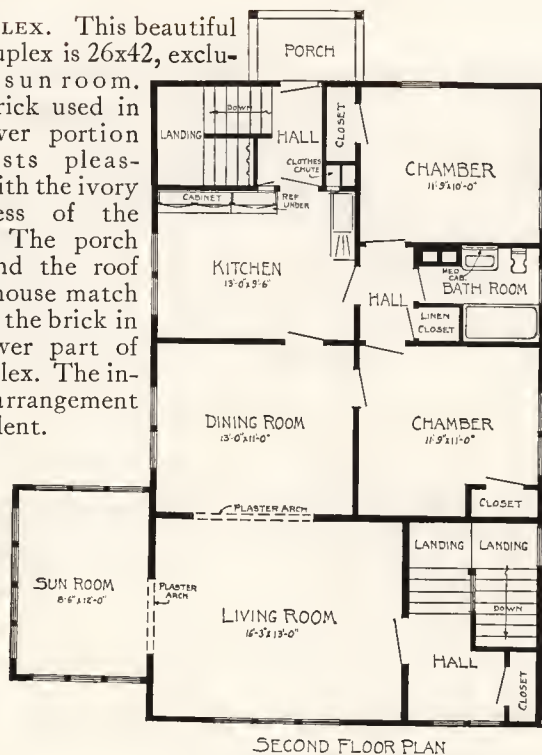 LEX. This beautiful
uplex is 26x42, exclu-
sun room.
rick used in
wer portion
sts pleas-
ith the ivory
ess of the
The porch
nd the roof
house match
the brick in
wer part of
lex. The in-
arrangement
lent.
PORCH
DOWN
LANDING
HALL
CLOSET
CLOTHES
CHUTE
CHAMBER
11'-9"x10'-0"
CABINET
REF
UNDER
KITCHEN
13'-0"x9'-6"
HALL
MED
CAB.
BATH ROOM
LINEN
CLOSET
DINING ROOM
13'-0"x11'-0"
CHAMBER
11'-9"x11'-0"
CLOSET
PLASTER ARCH
SUN ROOM
8'-6"x12'-0"
PLASTER
ARCH
LIVING ROOM
16'-3"x13'-0"
LANDING
LANDING
DOWN
HALL
CLOSET
SECOND FLOOR PLAN